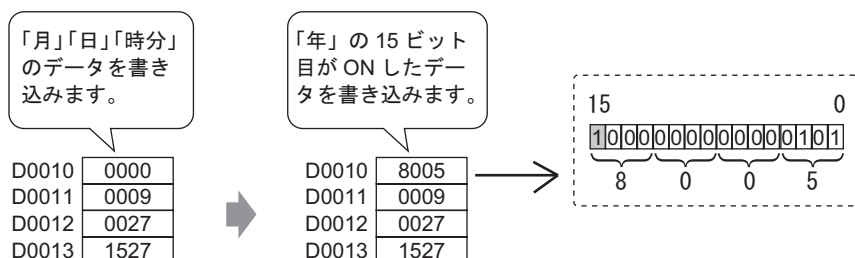 「月」「日」「時分」
のデータを書き
込みます。
「年」の 15 ビット
目が ON したデー
タを書き込みます。
D0010 0000
D0011 0009
D0012 0027
D0013 1527
D0010 8005
D0011 0009
D0012 0027
D0013 1527
15 0
1000000000000101
8 0 0 5